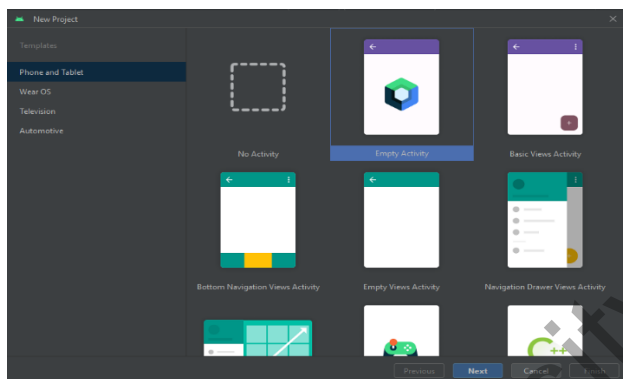 New Project
Templates
Phone and Tablet
Wear OS
Television
Automotive
No Activity
Empty Activity
Basic Views Activity
Bottom Navigation Views Activity
Empty Views Activity
Navigation Drawer Views Activity
C++
Previous
Next
Cancel
Finish